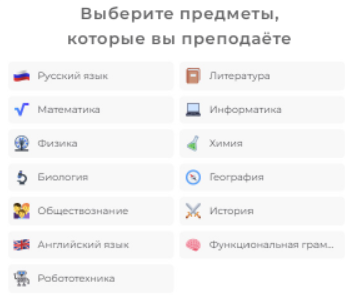 Выберите предметы,
которые вы преподаёте
Русский язык
Литература
Математика
Информатика
Физика
Химия
Биология
География
Обществознание
История
Английский язык
Функциональная грам...
Робототехника